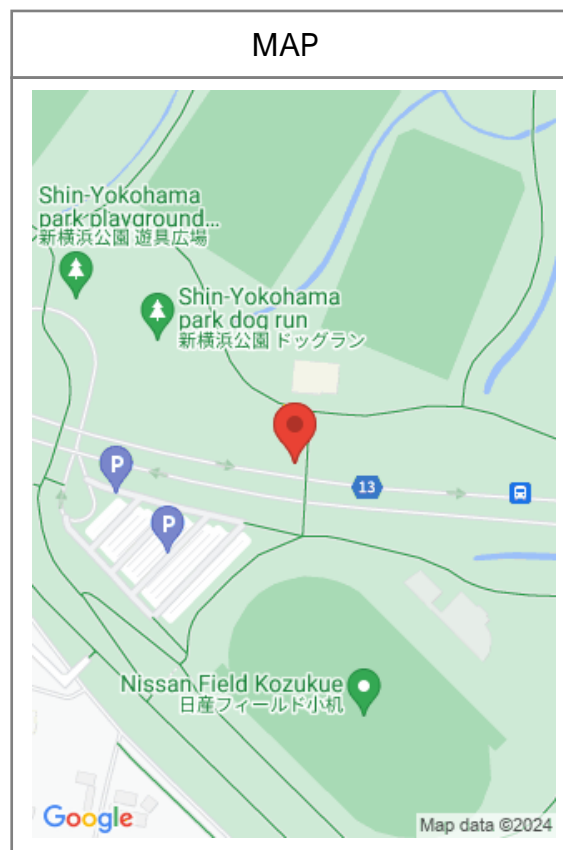 MAP
Shin-Yokohama
park playground...
新横浜公園 遊具広場
Shin-Yokohama
park dog run
新横浜公園 ドッグラン
P
13
P
Nissan Field Kozukue
日産フィールド小机
Google
Map data ©2024